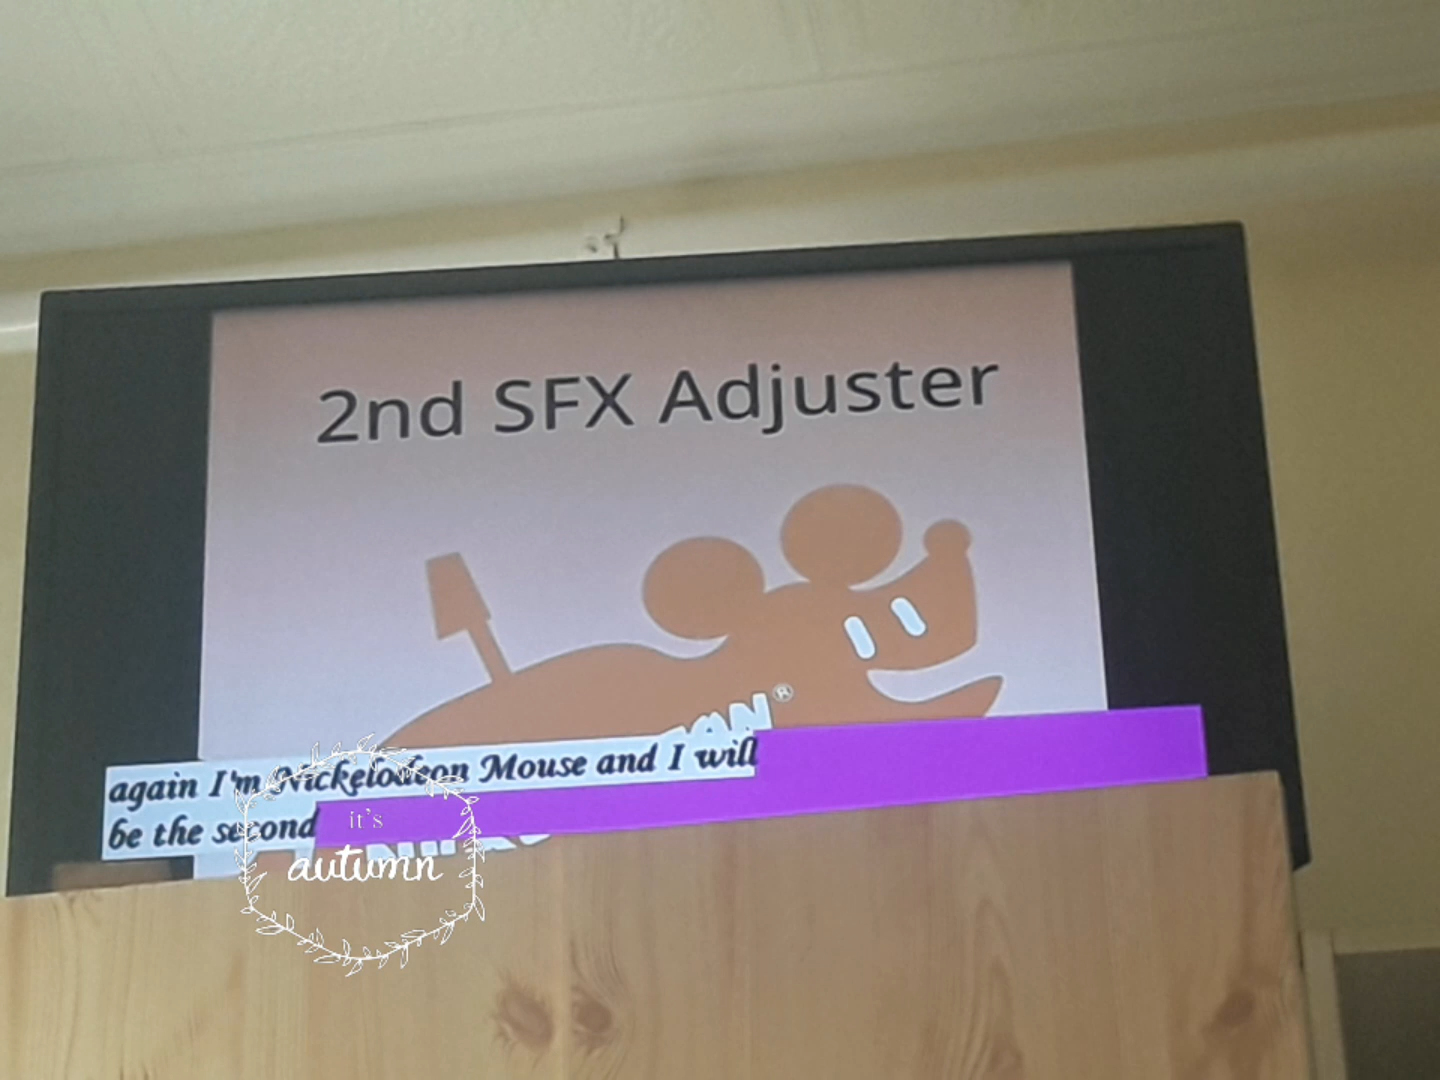 2nd SFX Adjuster
®
again I'm Nickelodeon Mouse and I will
be the second
it's
autumn